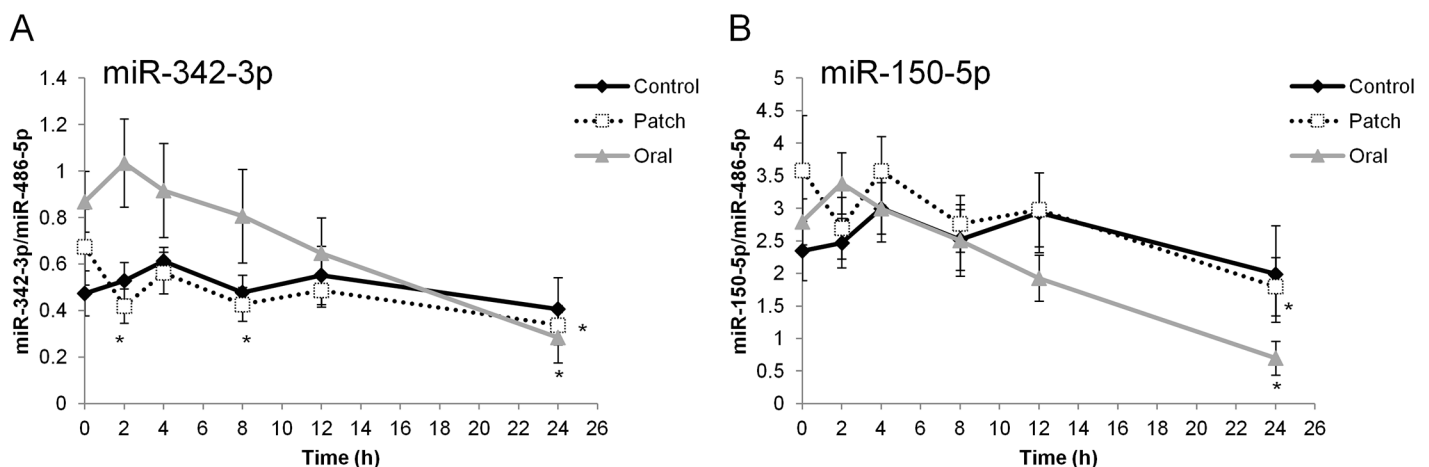 A
miR-342-3p
miR-342-3p/miR-486-5p
1.4
1.2
1
0.8
0.6
0.4
0.2
0
* * * *
0 2 4 6 8 10 12 14 16 18 20 22 24 26
Time (h)
Control
Patch
Oral
B
miR-150-5p
miR-150-5p/miR-486-5p
5
4.5
4
3.5
3
2.5
2
1.5
1
0.5
0
*
*
0 2 4 6 8 10 12 14 16 18 20 22 24 26
Time (h)
Control
Patch
Oral